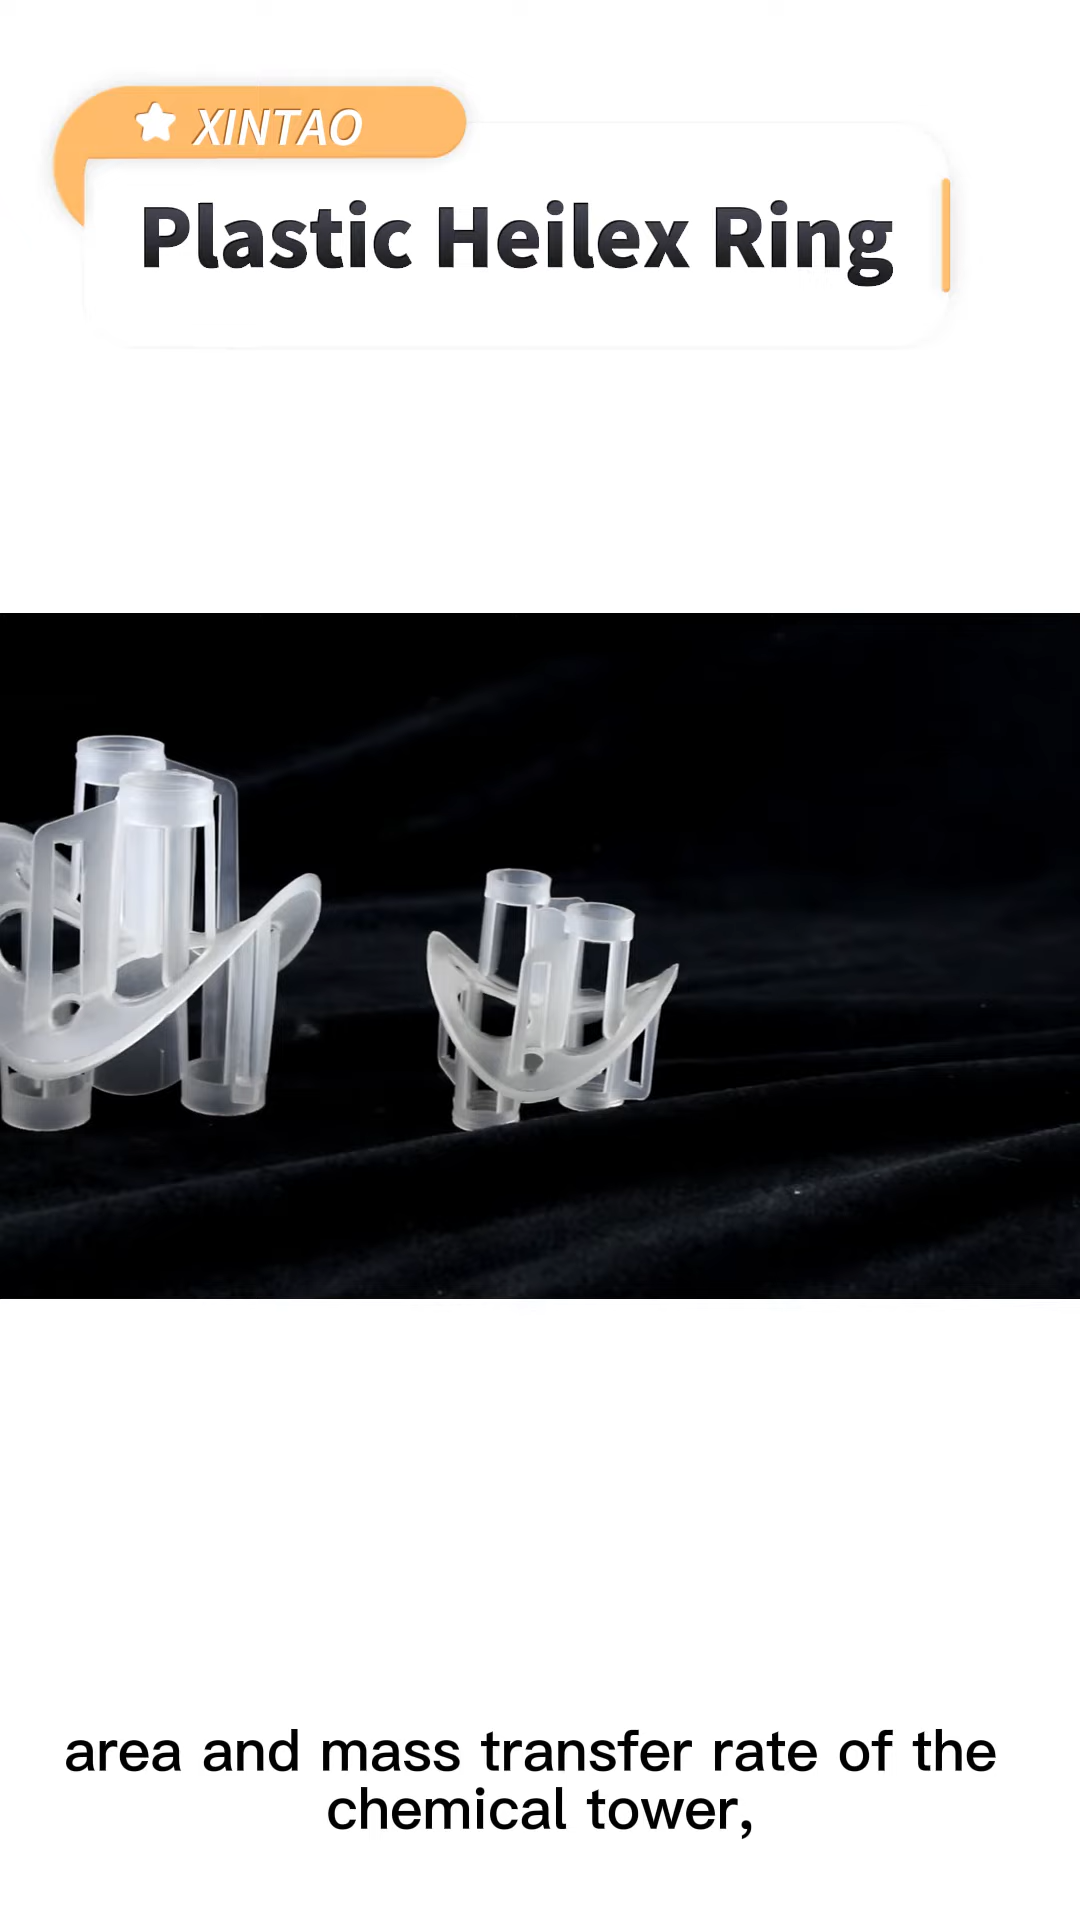 XINTAO
Plastic Heilex Ring
area and mass transfer rate of the
chemical tower,